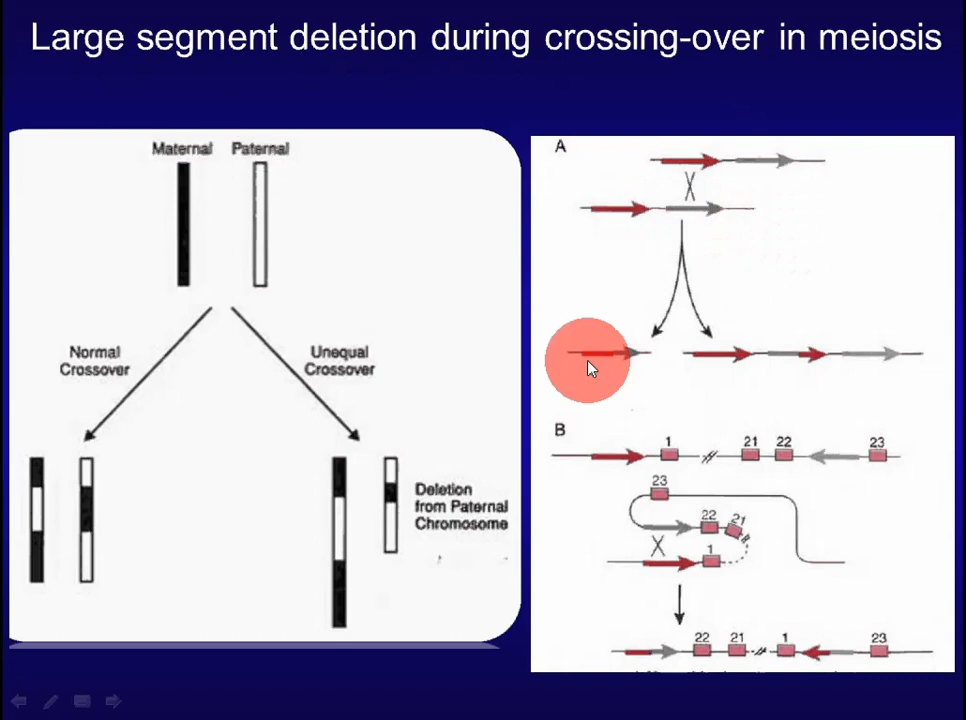 Large segment deletion during crossing-over in meiosis
Maternal Paternal
Normal
Crossover
Unequal
Crossover
Deletion
from Paternal
Chromosome
A
B
1 21 22 23
23
22 21
1
22 21 1 23